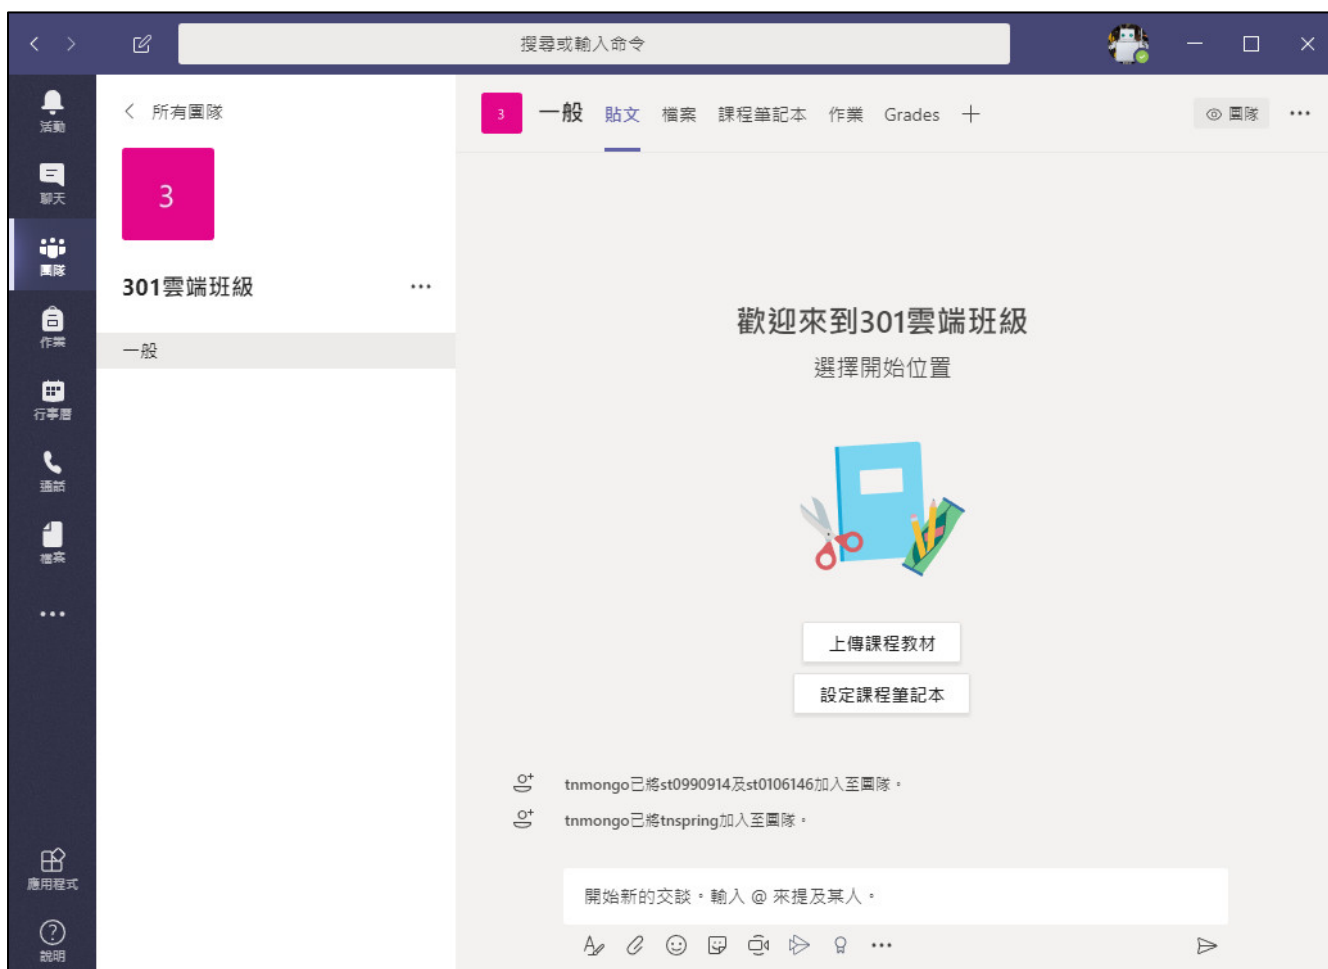 搜尋或輸入命令
活動
聊天
團隊
作業
行事曆
通話
檔案
應用程式
說明
所有團隊
3
301雲端班級
一般
3 一般 貼文 檔案 課程筆記本 作業 Grades
團隊
歡迎來到301雲端班級
選擇開始位置
上傳課程教材
設定課程筆記本
tnmongo已將st0990914及st0106146加入至團隊。
tnmongo已將tnspring加入至團隊。
開始新的交談。輸入 @ 來提及某人。